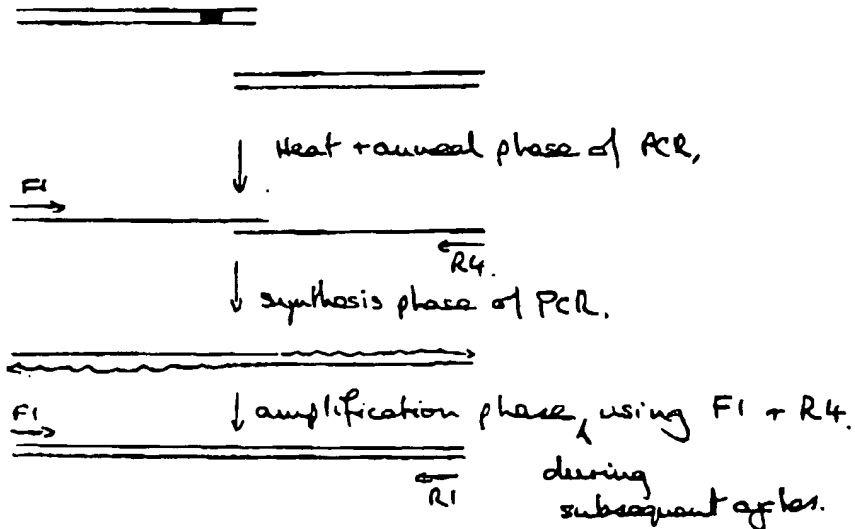 Heat + anneal phase of PCR,
F1
R4.
synthesis phase of PCR.
F1
amplification phase, using F1 + R4.
R1
during
subsequent cycles.